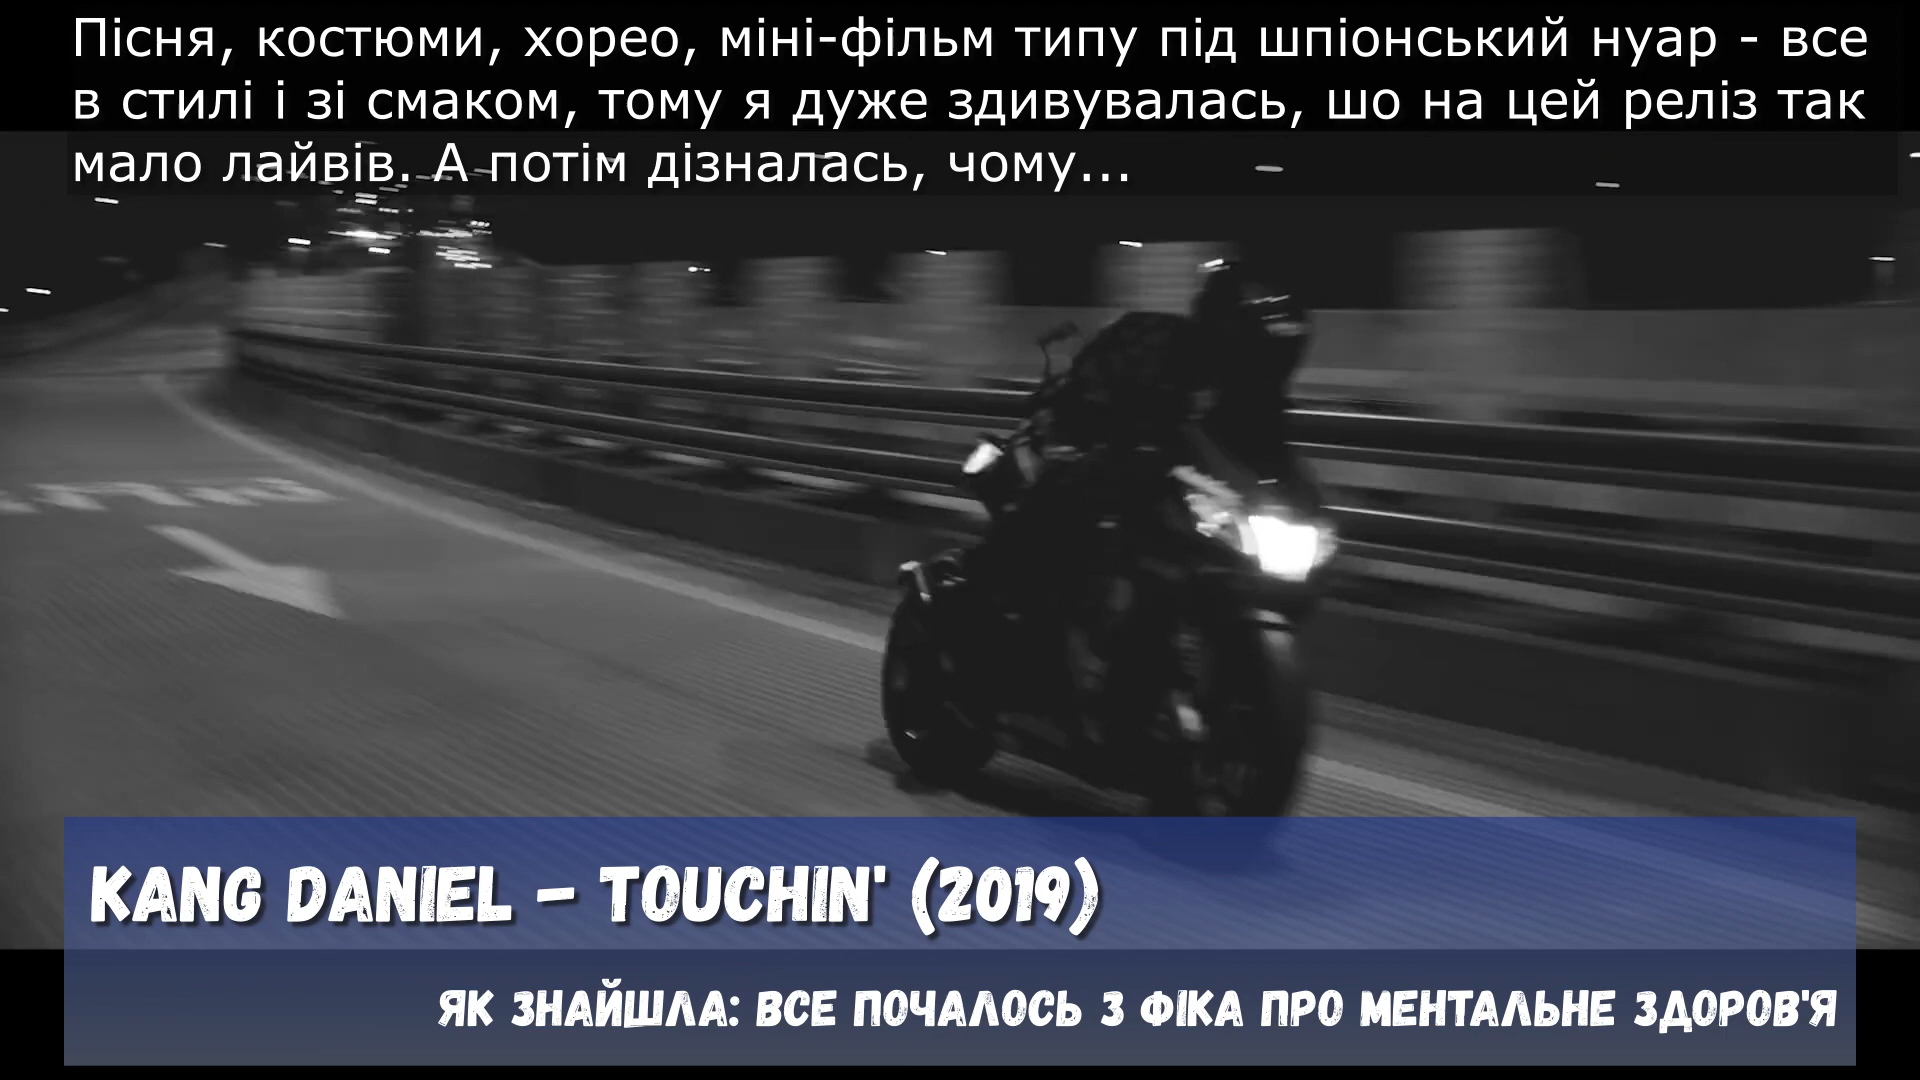 Пісня, костюми, хорео, міні-фільм типу під шпіонський нуар - все
в стилі і зі смаком, тому я дуже здивувалась, шо на цей реліз так
мало лайвів. А потім дізналась, чому...
KANG DANIEL – TOUCHIN' (2019)
ЯК ЗНАЙШЛА: ВСЕ ПОЧАЛОСЬ З ФІКА ПРО МЕНТАЛЬНЕ ЗДОРОВ'Я